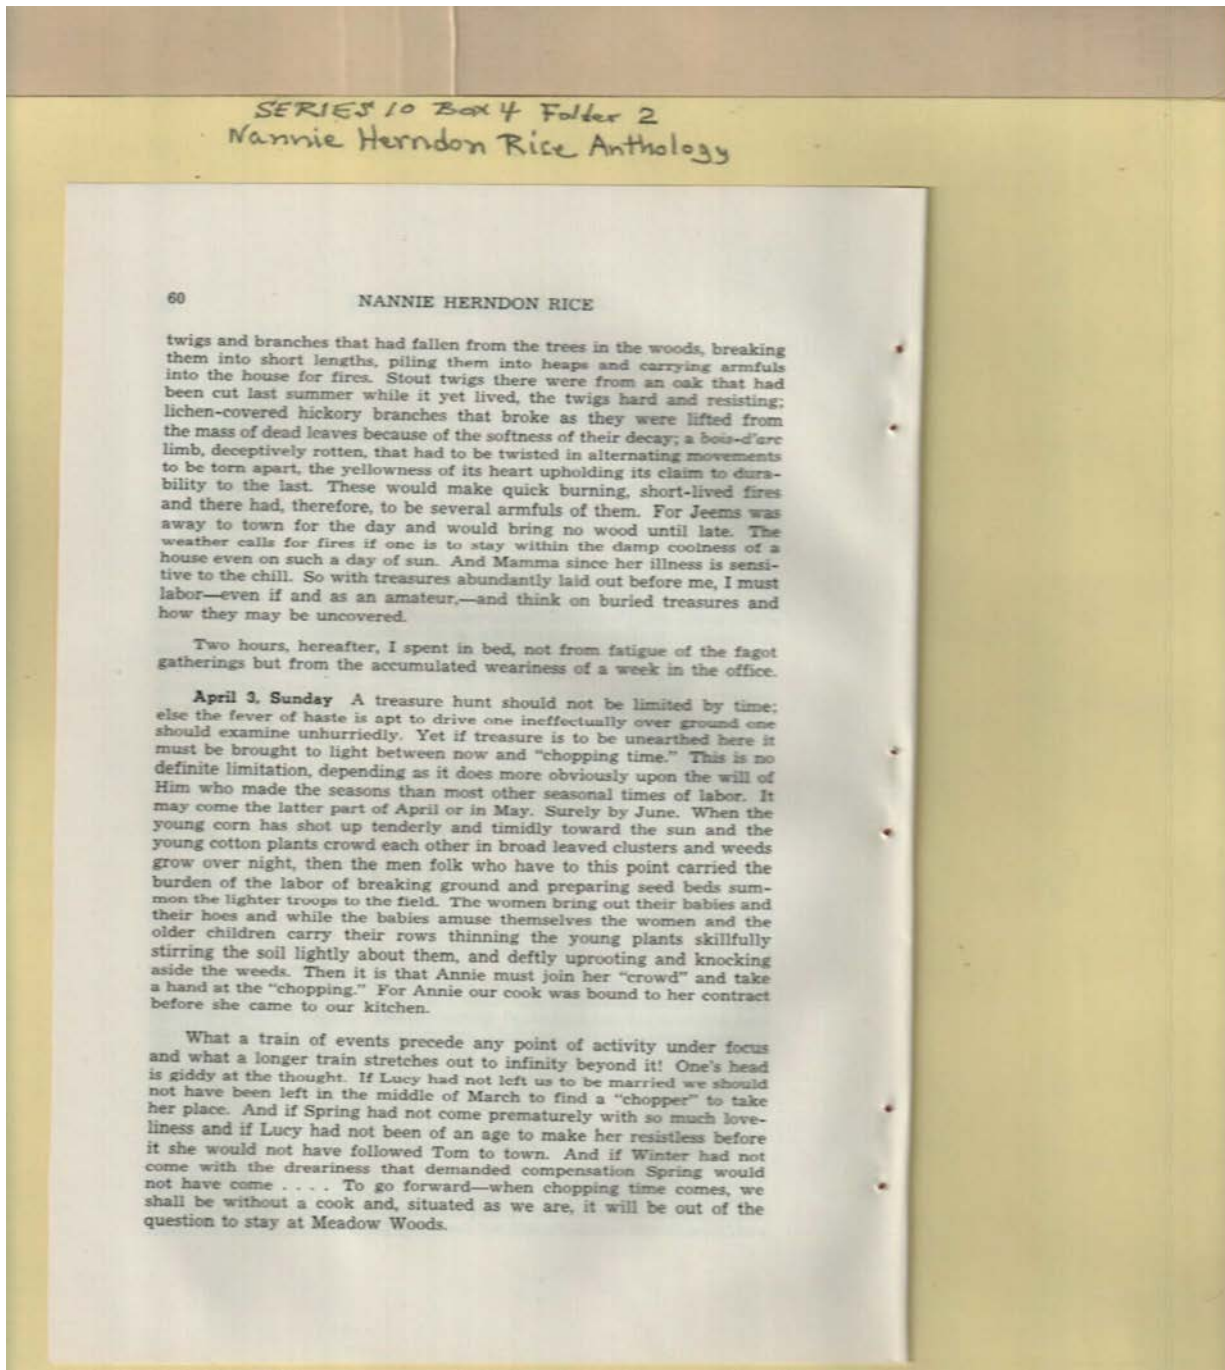 SERIES 10 Box 4 Folder 2
Nannie Herndon Rice Anthology
60 NANNIE HERNDON RICE
twigs and branches that had fallen from the trees in the woods, breaking
them into short lengths, piling them into heaps and carrying armfuls
into the house for fires. Stout twigs there were from an oak that had
been cut last summer while it yet lived, the twigs hard and resisting;
lichen-covered hickory branches that broke as they were lifted from
the mass of dead leaves because of the softness of their decay; a bois-d'arc
limb, deceptively rotten, that had to be twisted in alternating movements
to be torn apart, the yellowness of its heart upholding its claim to dura-
bility to the last. These would make quick burning, short-lived fires
and there had, therefore, to be several armfuls of them. For Jeems was
away to town for the day and would bring no wood until late. The
weather calls for fires if one is to stay within the damp coolness of a
house even on such a day of sun. And Mamma since her illness is sensi-
tive to the chill. So with treasures abundantly laid out before me, I must
labor—even if and as an amateur,—and think on buried treasures and
how they may be uncovered.
Two hours, hereafter, I spent in bed, not from fatigue of the fagot
gatherings but from the accumulated weariness of a week in the office.
April 3, Sunday A treasure hunt should not be limited by time;
else the fever of haste is apt to drive one ineffectually over ground one
should examine unhurriedly. Yet if treasure is to be unearthed here it
must be brought to light between now and "chopping time." This is no
definite limitation, depending as it does more obviously upon the will of
Him who made the seasons than most other seasonal times of labor. It
may come the latter part of April or in May. Surely by June. When the
young corn has shot up tenderly and timidly toward the sun and the
young cotton plants crowd each other in broad leaved clusters and weeds
grow over night, then the men folk who have to this point carried the
burden of the labor of breaking ground and preparing seed beds sum-
mon the lighter troops to the field. The women bring out their babies and
their hoes and while the babies amuse themselves the women and the
older children carry their rows thinning the young plants skillfully
stirring the soil lightly about them, and deftly uprooting and knocking
aside the weeds. Then it is that Annie must join her "crowd" and take
a hand at the "chopping." For Annie our cook was bound to her contract
before she came to our kitchen.
What a train of events precede any point of activity under focus
and what a longer train stretches out to infinity beyond it! One's head
is giddy at the thought. If Lucy had not left us to be married we should
not have been left in the middle of March to find a "chopper" to take
her place. And if Spring had not come prematurely with so much love-
liness and if Lucy had not been of an age to make her resistless before
it she would not have followed Tom to town. And if Winter had not
come with the dreariness that demanded compensation Spring would
not have come . . . . To go forward—when chopping time comes, we
shall be without a cook and, situated as we are, it will be out of the
question to stay at Meadow Woods.